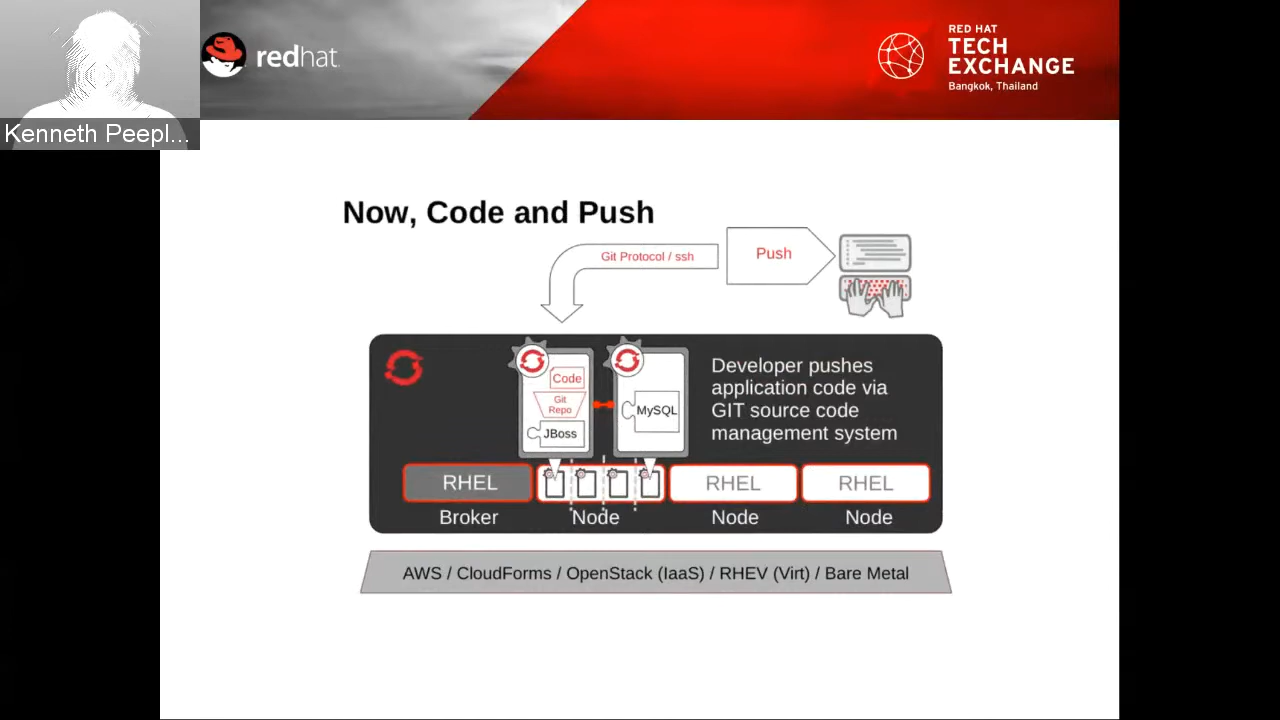 Kenneth Peepl...
redhat.
RED HAT
TECH
EXCHANGE
Bangkok, Thailand
Now, Code and Push
Git Protocol / ssh
Push
Code
Git
Repo
JBoss
MySQL
Developer pushes
application code via
GIT source code
management system
RHEL
RHEL
RHEL
Broker
Node
Node
Node
AWS / CloudForms / OpenStack (IaaS) / RHEV (Virt) / Bare Metal